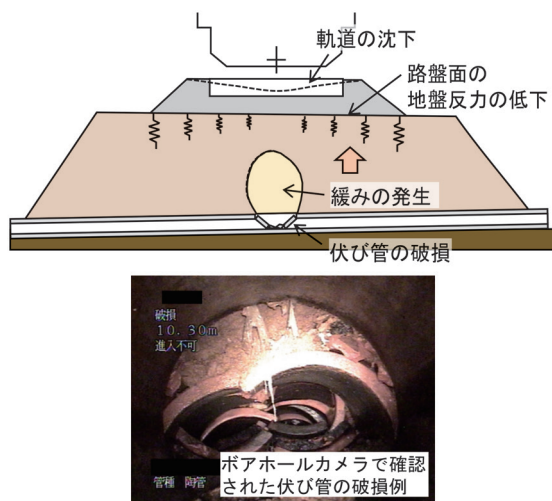 軌道の沈下
路盤面の
地盤反力の低下
緩みの発生
伏び管の破損
破損
10.30m
進入不可
管種 陶管
ボアホールカメラで確認
された伏び管の破損例